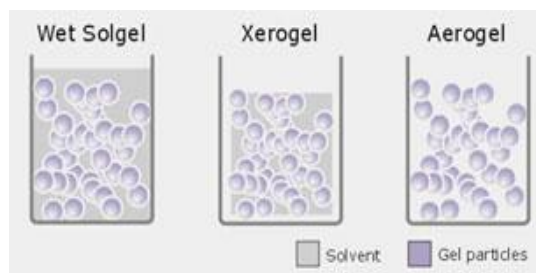 Wet Solgel
Xerogel
Aerogel
Solvent
Gel particles